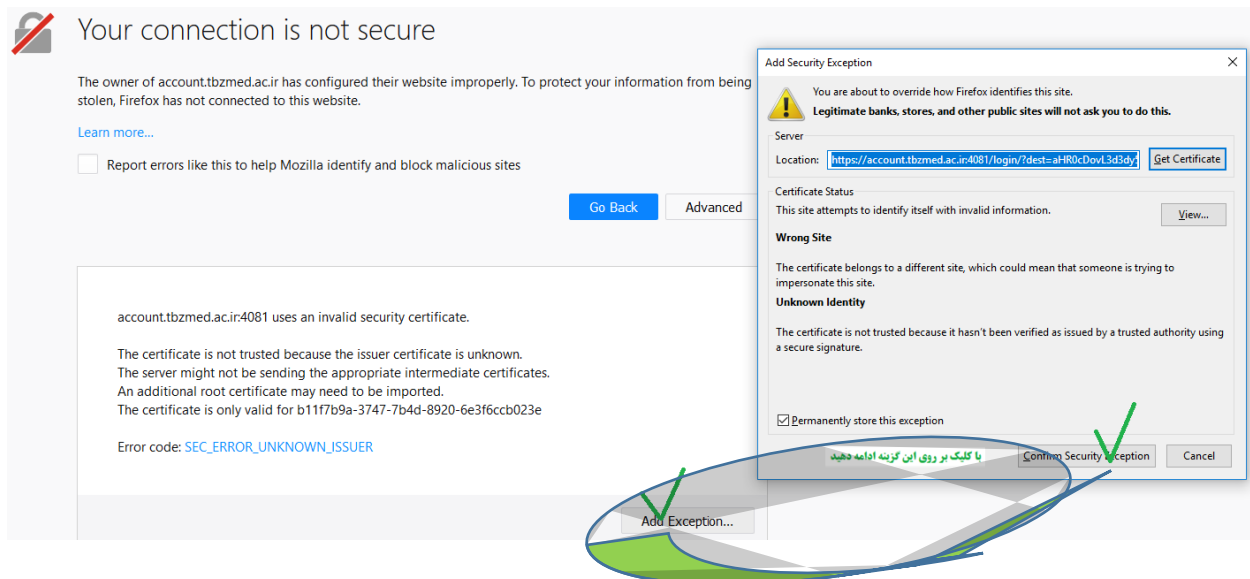 Your connection is not secure
The owner of account.tbzmed.ac.ir has configured their website improperly. To protect your information from being
stolen, Firefox has not connected to this website.
Learn more...
Report errors like this to help Mozilla identify and block malicious sites
Go Back
Advanced
account.tbzmed.ac.ir:4081 uses an invalid security certificate.
The certificate is not trusted because the issuer certificate is unknown.
The server might not be sending the appropriate intermediate certificates.
An additional root certificate may need to be imported.
The certificate is only valid for b11f7b9a-3747-7b4d-8920-6e3f6ccb023e
Error code: SEC_ERROR_UNKNOWN_ISSUER
Add Exception...
Add Security Exception
You are about to override how Firefox identifies this site.
Legitimate banks, stores, and other public sites will not ask you to do this.
Server
Location: https://account.tbzmed.ac.ir:4081/login/?dest=aHR0cDovL3d3dy
Get Certificate
Certificate Status
This site attempts to identify itself with invalid information.
View...
Wrong Site
The certificate belongs to a different site, which could mean that someone is trying to
impersonate this site.
Unknown Identity
The certificate is not trusted because it hasn't been verified as issued by a trusted authority using
a secure signature.
Permanently store this exception
با کلیک بر روی این گزینه ادامه دهید
Confirm Security Exception
Cancel